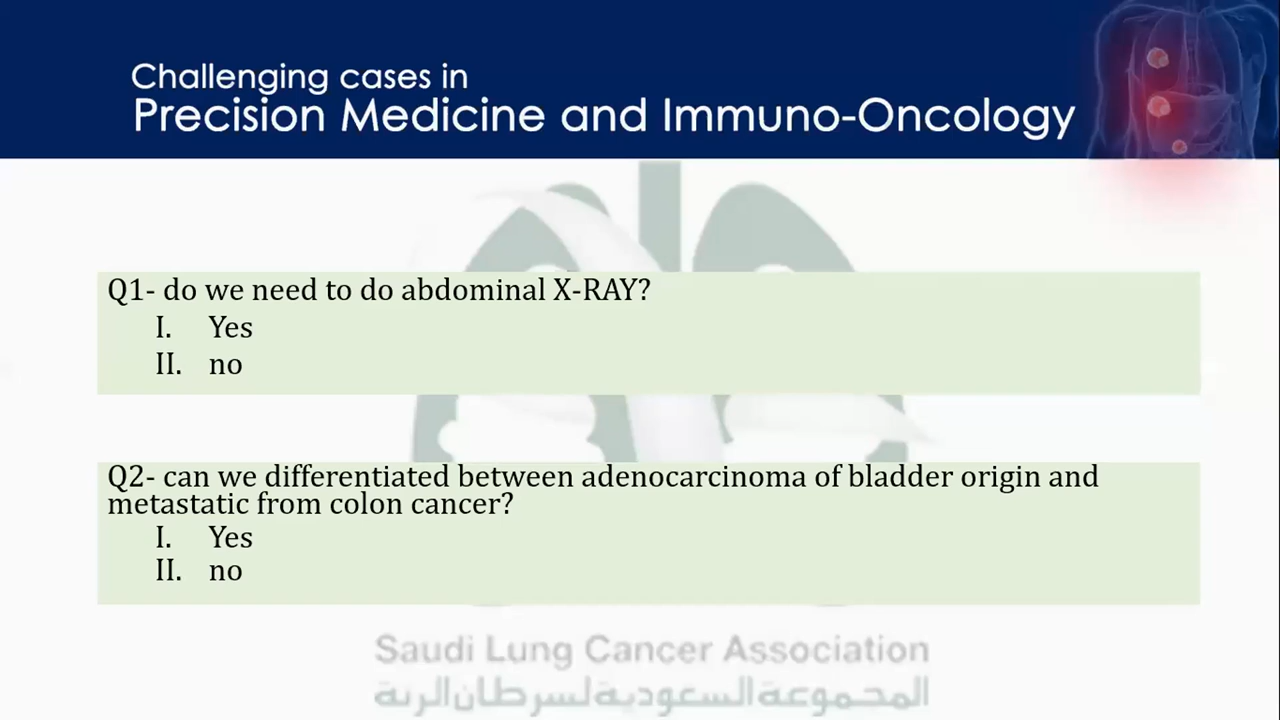 Challenging cases in
Precision Medicine and Immuno-Oncology
Q1- do we need to do abdominal X-RAY?
I. Yes
II. no
Q2- can we differentiated between adenocarcinoma of bladder origin and
metastatic from colon cancer?
I. Yes
II. no
Saudi Lung Cancer Association
المجموعة السعودية لسرطان الرئة